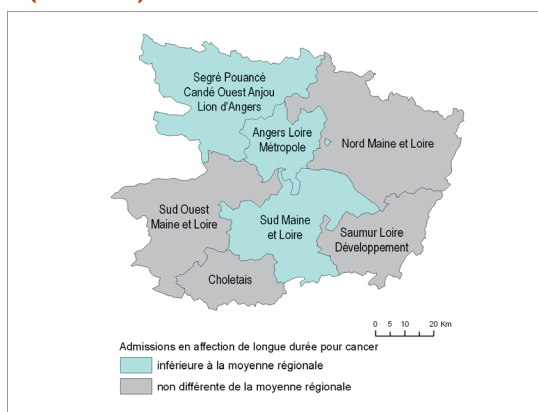 Segré Pouancé
Candé Ouest Anjou
Lion d'Angers
Angers Loire
Métropole
Nord Maine et Loire
Sud Ouest
Maine et Loire
Sud Maine
et Loire
Saumur Loire
Développement
Choletais
0 5 10 20 Km
Admissions en affection de longue durée pour cancer
inférieure à la moyenne régionale
non différente de la moyenne régionale